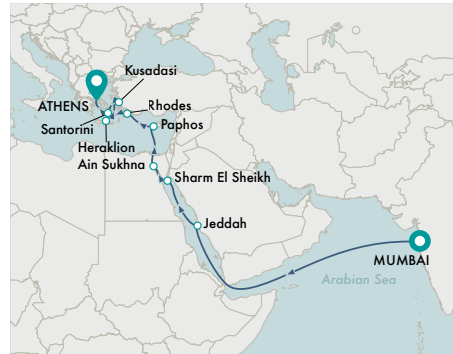 Kusadasi
ATHENS
Rhodes
Santorini
Paphos
Heraklion
Ain Sukhna
Sharm El Sheikh
Jeddah
MUMBAI
Arabian Sea